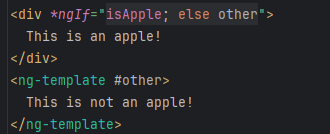 <div *ngIf="isApple; else other">
  This is an apple!
</div>
<ng-template #other>
  This is not an apple!
</ng-template>